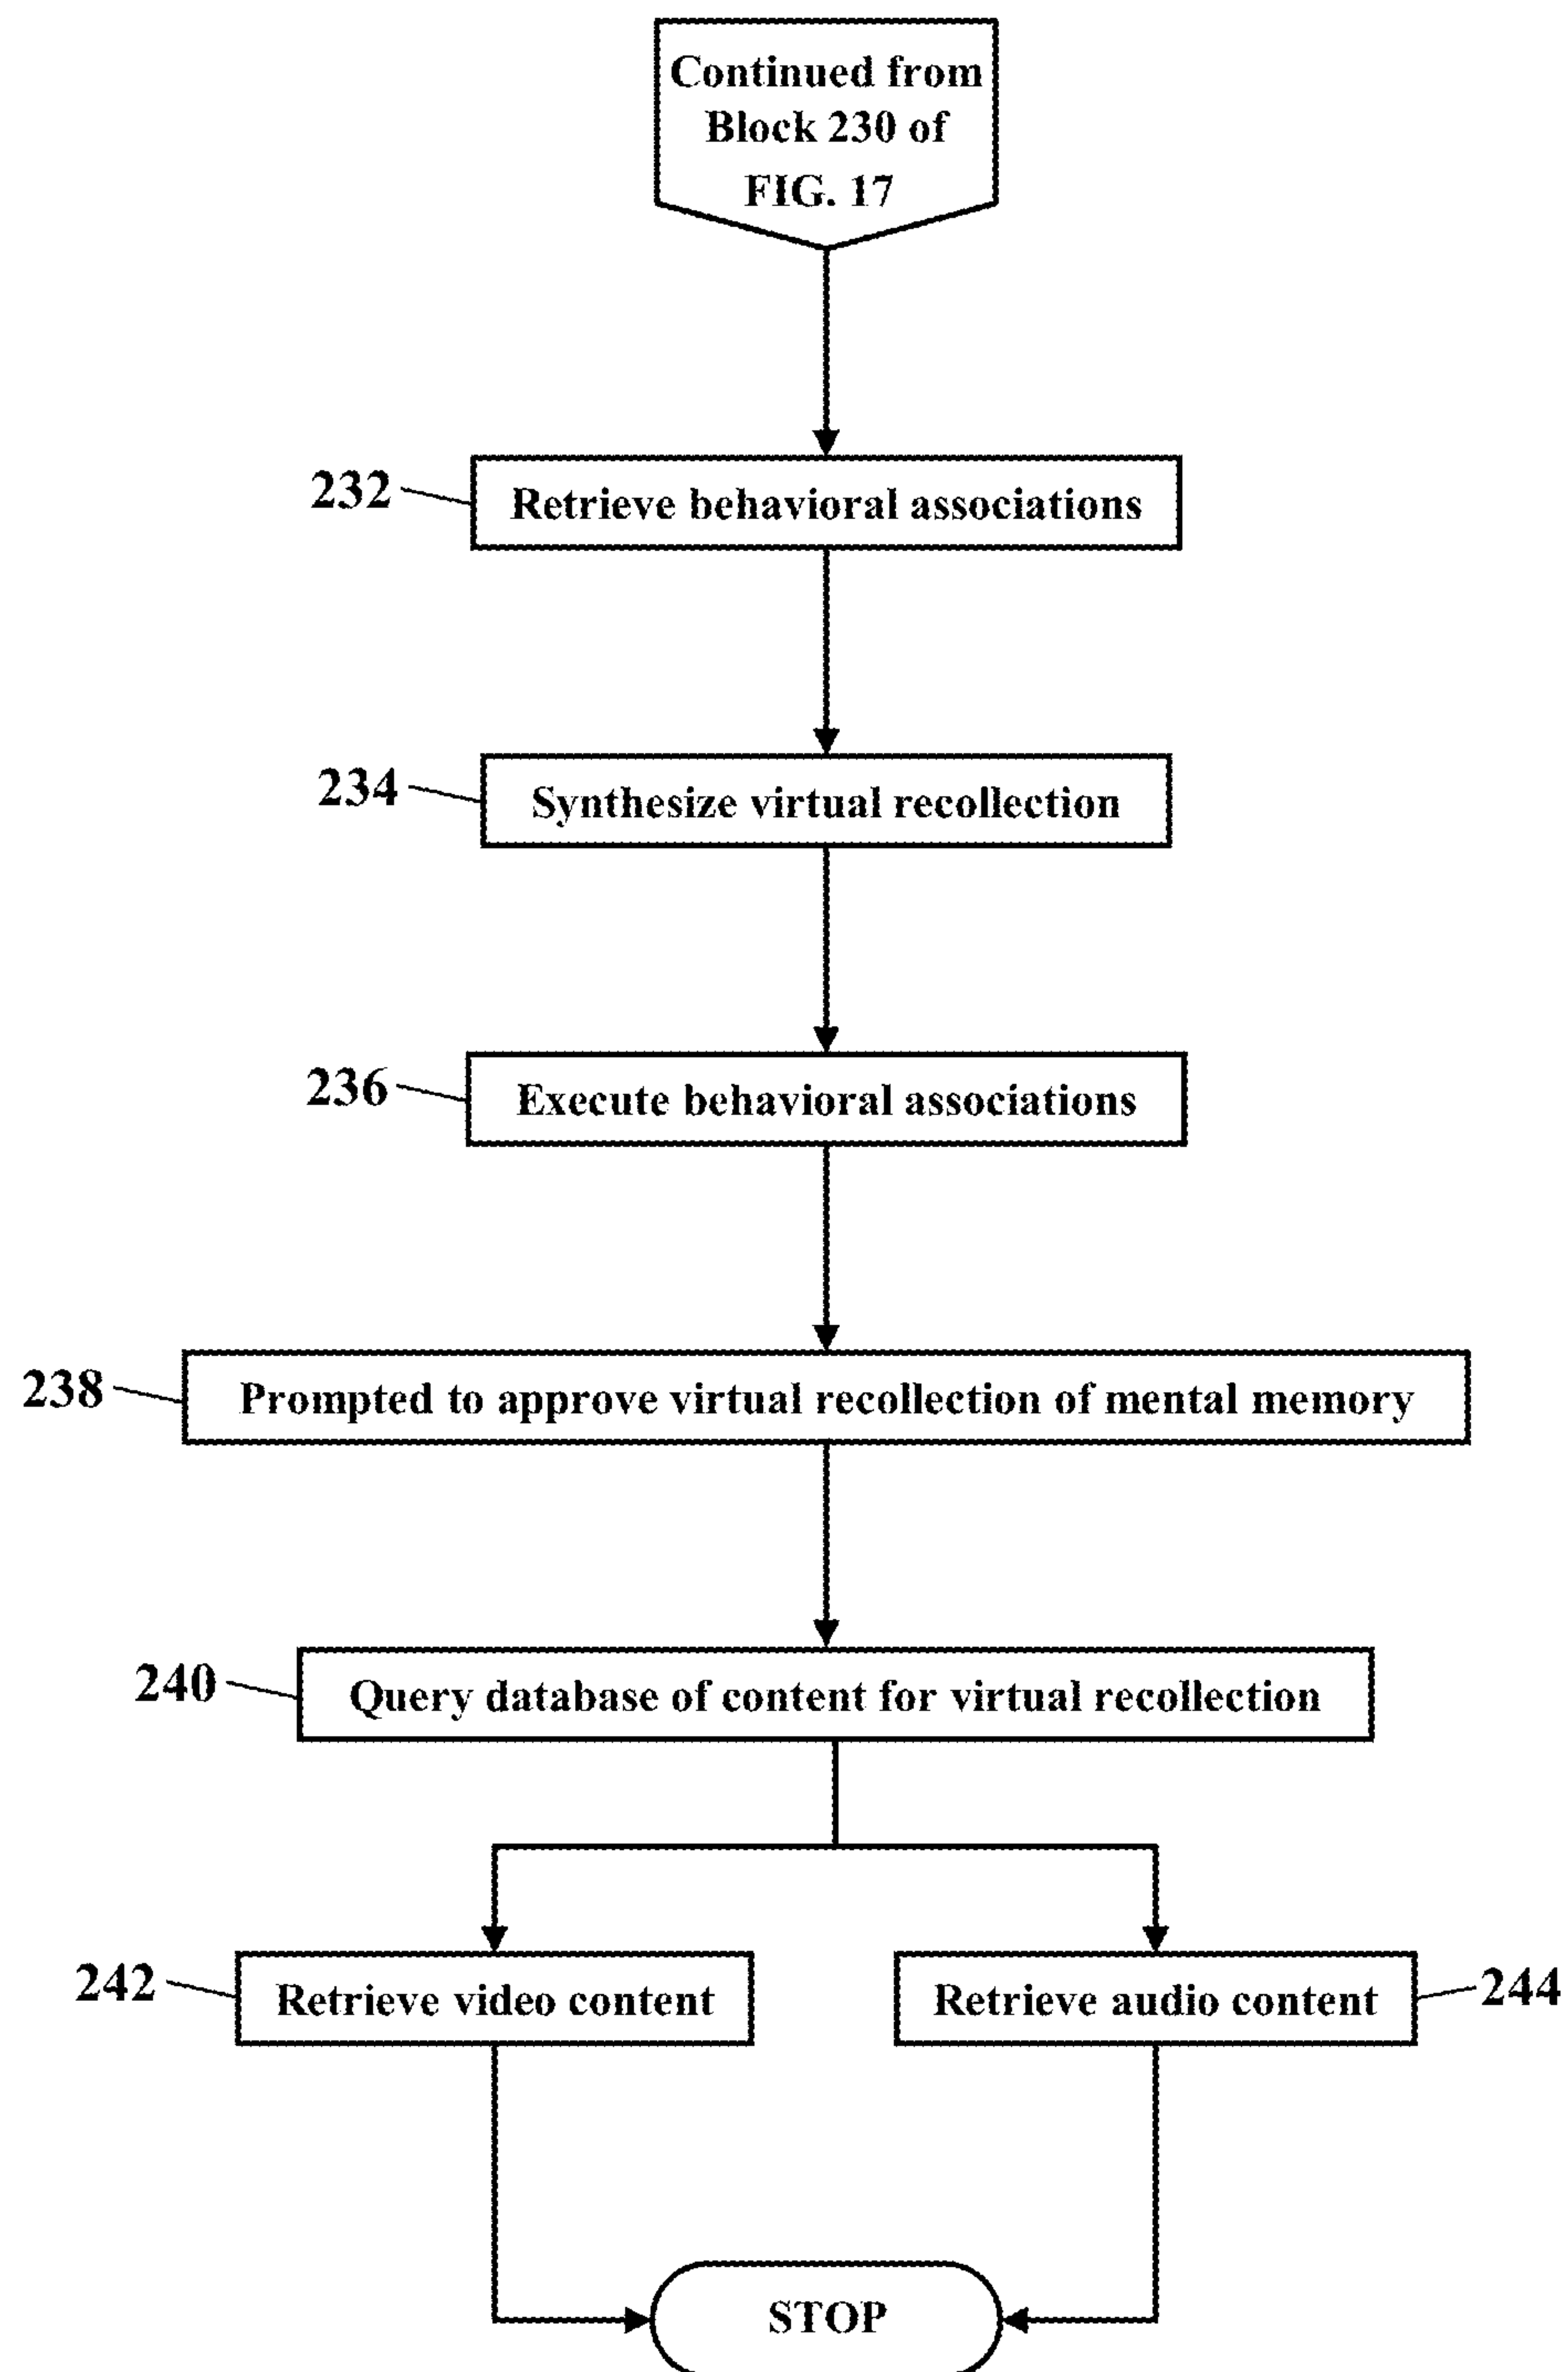 Continued from
Block 230 of
FIG. 17
232
Retrieve behavioral associations
234
Synthesize virtual recollection
236
Execute behavioral associations
238
Prompted to approve virtual recollection of mental memory
240
Query database of content for virtual recollection
242
Retrieve video content
Retrieve audio content
244
STOP